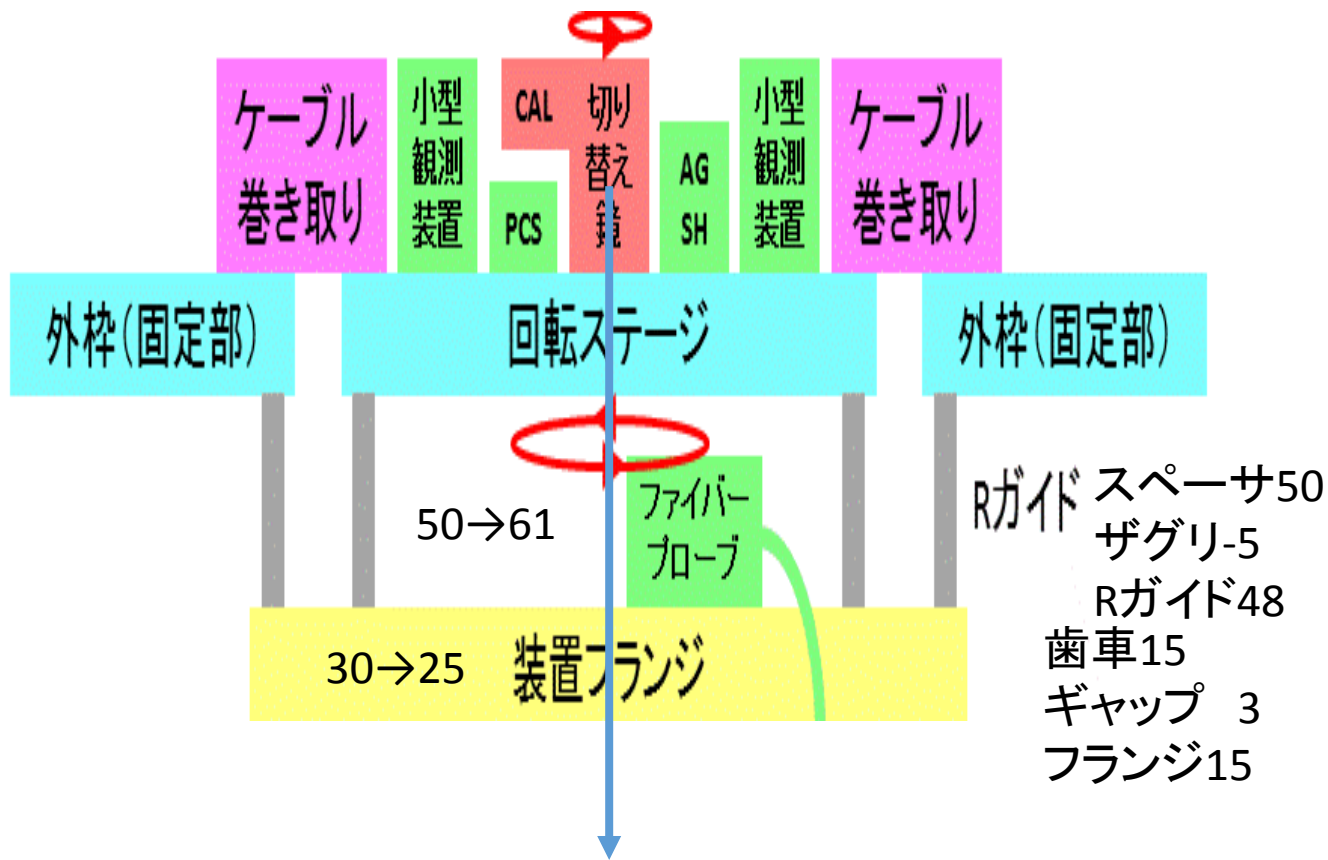 ケーブル
巻き取り
小型
観測
装置
CAL
PCS
切り
替え
鏡
AG
SH
小型
観測
装置
ケーブル
巻き取り
外枠(固定部)
回転ステージ
外枠(固定部)
50→61
ファイバー
プローブ
Rガイド
スペーサ50
ザグリ-5
Rガイド48
歯車15
ギャップ 3
フランジ15
30→25
装置フランジ